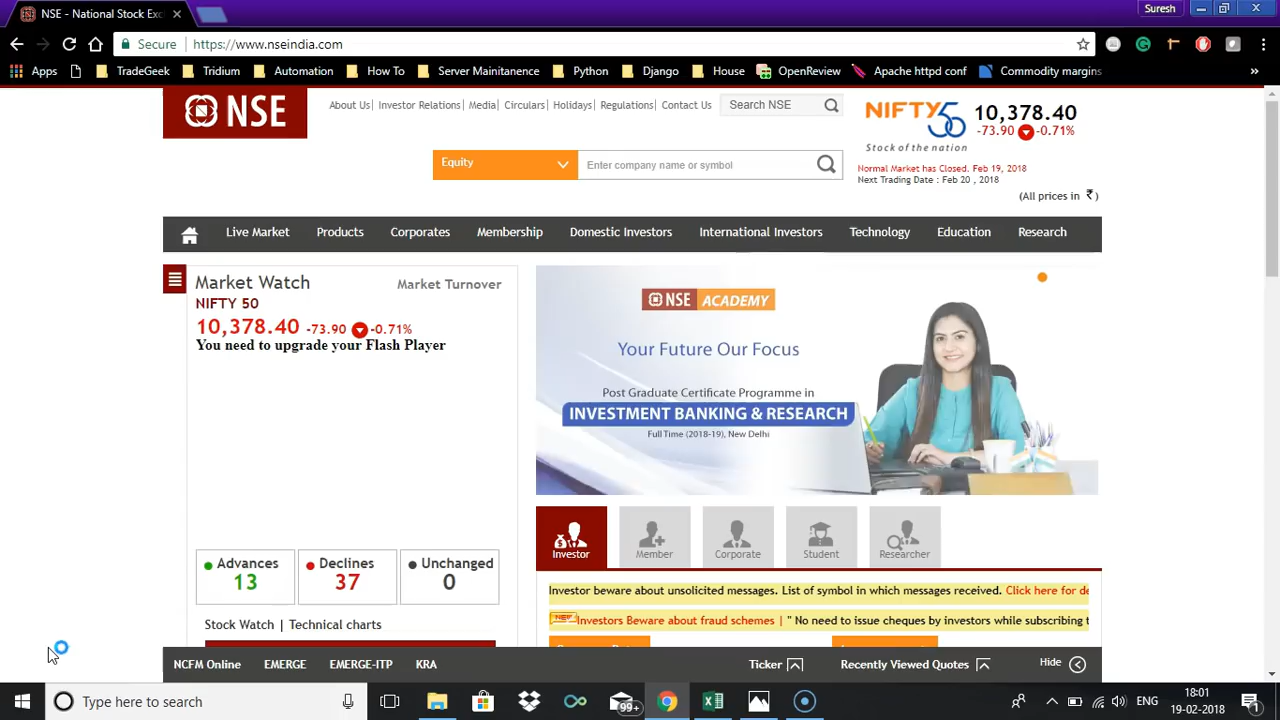 NSE - National Stock Exc
Suresh
Secure
https://www.nseindia.com
Apps
TradeGeek
Tridium
Automation
How To
Server Mainitanence
Python
Django
House
OpenReview
Apache httpd conf
Commodity margins
»
NSE
About Us| Investor Relations| Media| Circulars| Holidays| Regulations| Contact Us
Search NSE
NIFTY 50
Stock of the nation
10,378.40
-73.90 -0.71%
Normal Market has Closed. Feb 19, 2018
Next Trading Date : Feb 20 , 2018
(All prices in ₹)
Equity
Enter company name or symbol
Live Market
Products
Corporates
Membership
Domestic Investors
International Investors
Technology
Education
Research
Market Watch
Market Turnover
NIFTY 50
10,378.40 -73.90 -0.71%
You need to upgrade your Flash Player
NSE ACADEMY
Your Future Our Focus
Post Graduate Certificate Programme in
INVESTMENT BANKING & RESEARCH
Full Time (2018-19), New Delhi
Advances
13
Declines
37
Unchanged
0
Stock Watch | Technical charts
Investor
Member
Corporate
Student
Researcher
Investor beware about unsolicited messages. List of symbol in which messages received. Click here for de
NEW Investors Beware about fraud schemes | " No need to issue cheques by investors while subscribing t
NCFM Online
EMERGE
EMERGE-ITP
KRA
Ticker
Recently Viewed Quotes
Hide
Type here to search
99+
ENG
18:01
19-02-2018
1